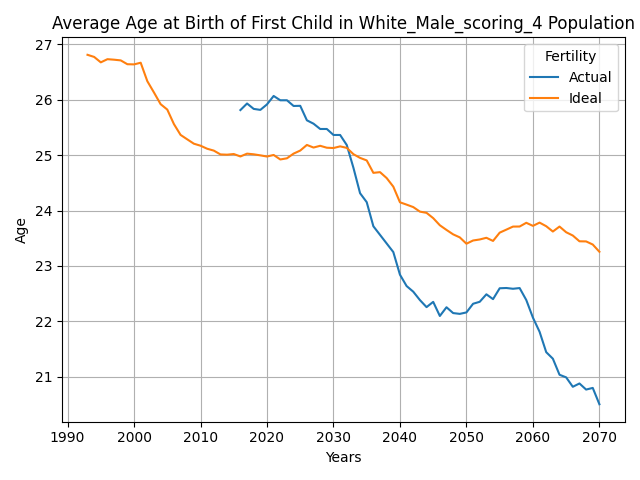 Average Age at Birth of First Child in White_Male_scoring_4 Population
27
26
25
24
23
22
21
Age
Fertility
Actual
Ideal
1990 2000 2010 2020 2030 2040 2050 2060 2070
Years